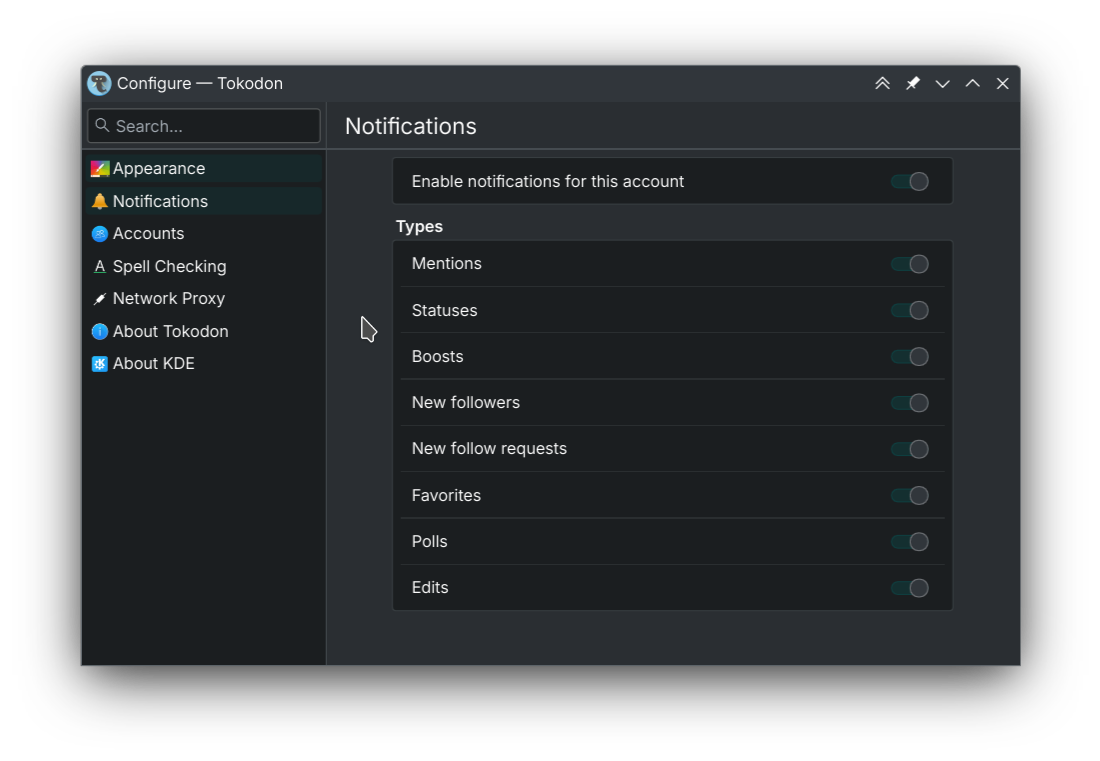 Configure — Tokodon
Search...
Notifications
Appearance
Notifications
Accounts
Spell Checking
Network Proxy
About Tokodon
About KDE
Enable notifications for this account
Types
Mentions
Statuses
Boosts
New followers
New follow requests
Favorites
Polls
Edits